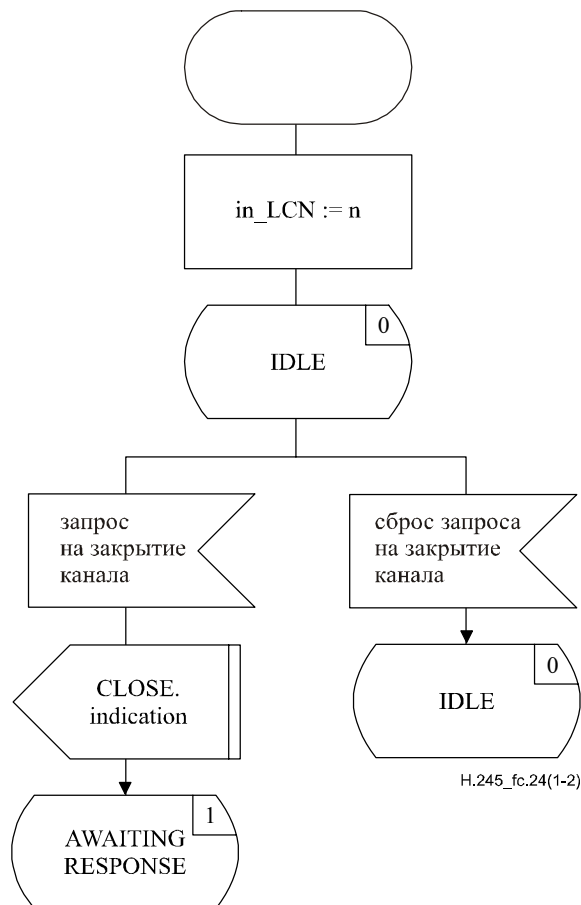 in_LCN := n
0
IDLE
запрос
на закрытие
канала
сброс запроса
на закрытие
канала
CLOSE.
indication
0
IDLE
H.245_fc.24(1-2)
1
AWAITING
RESPONSE